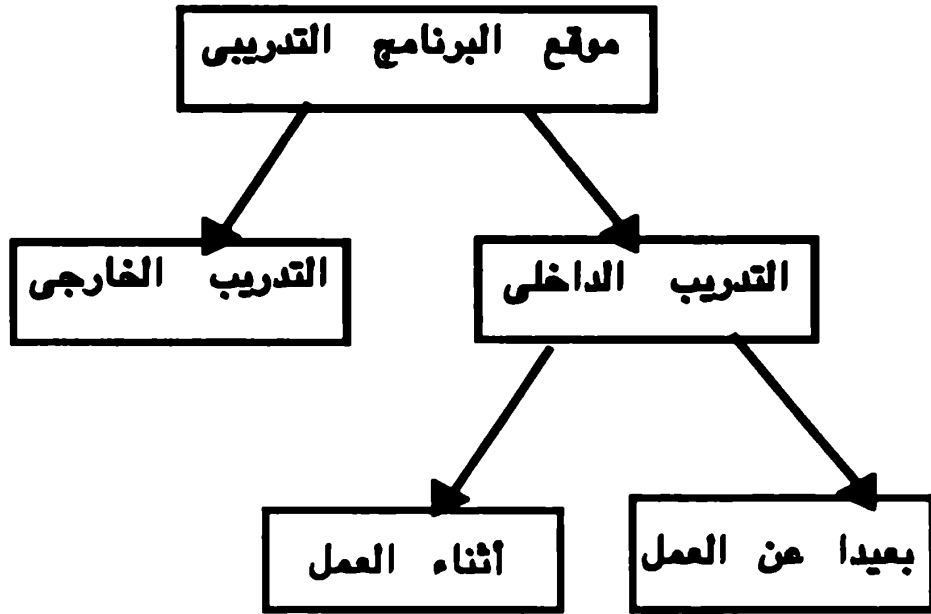 موقع البرنامج التدريبى
التدريب الداخلى
التدريب الخارجى
بعيدا عن العمل
أثناء العمل